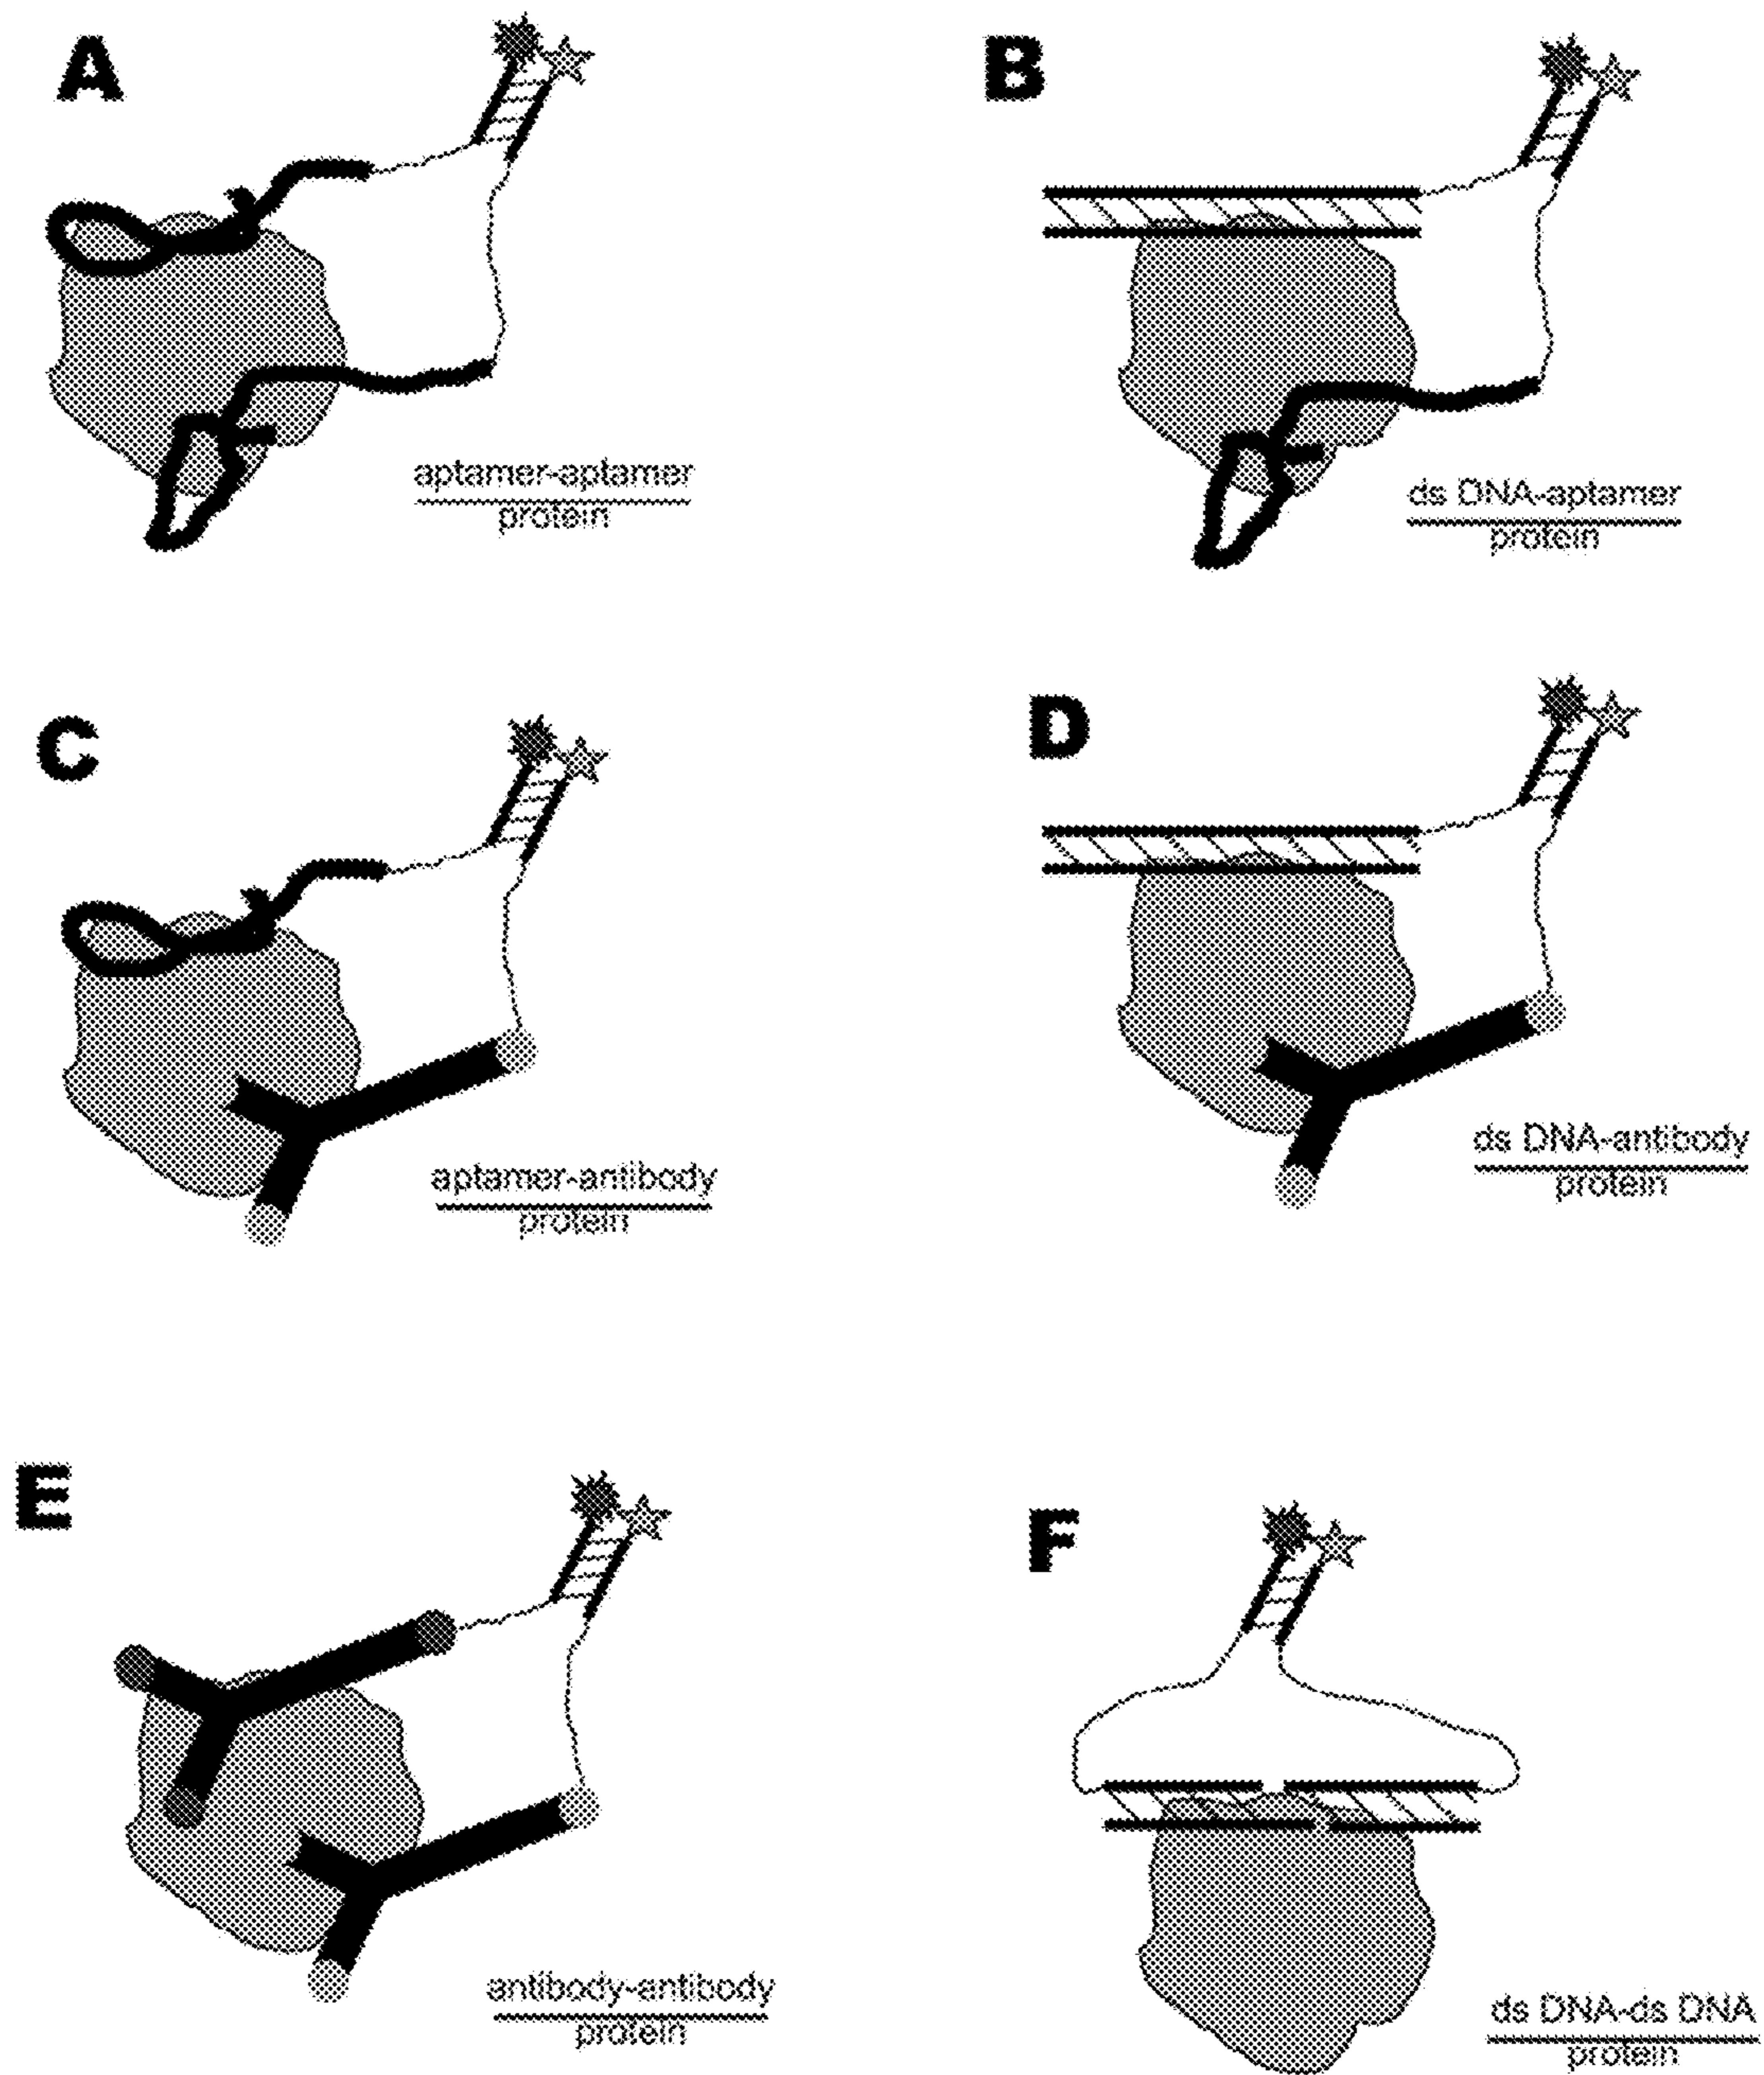 A
B
aptamer-aptamer
protein
ds DNA-aptamer
protein
C
D
aptamer-antibody
protein
ds DNA-antibody
protein
E
F
antibody-antibody
protein
ds DNA-ds DNA
protein